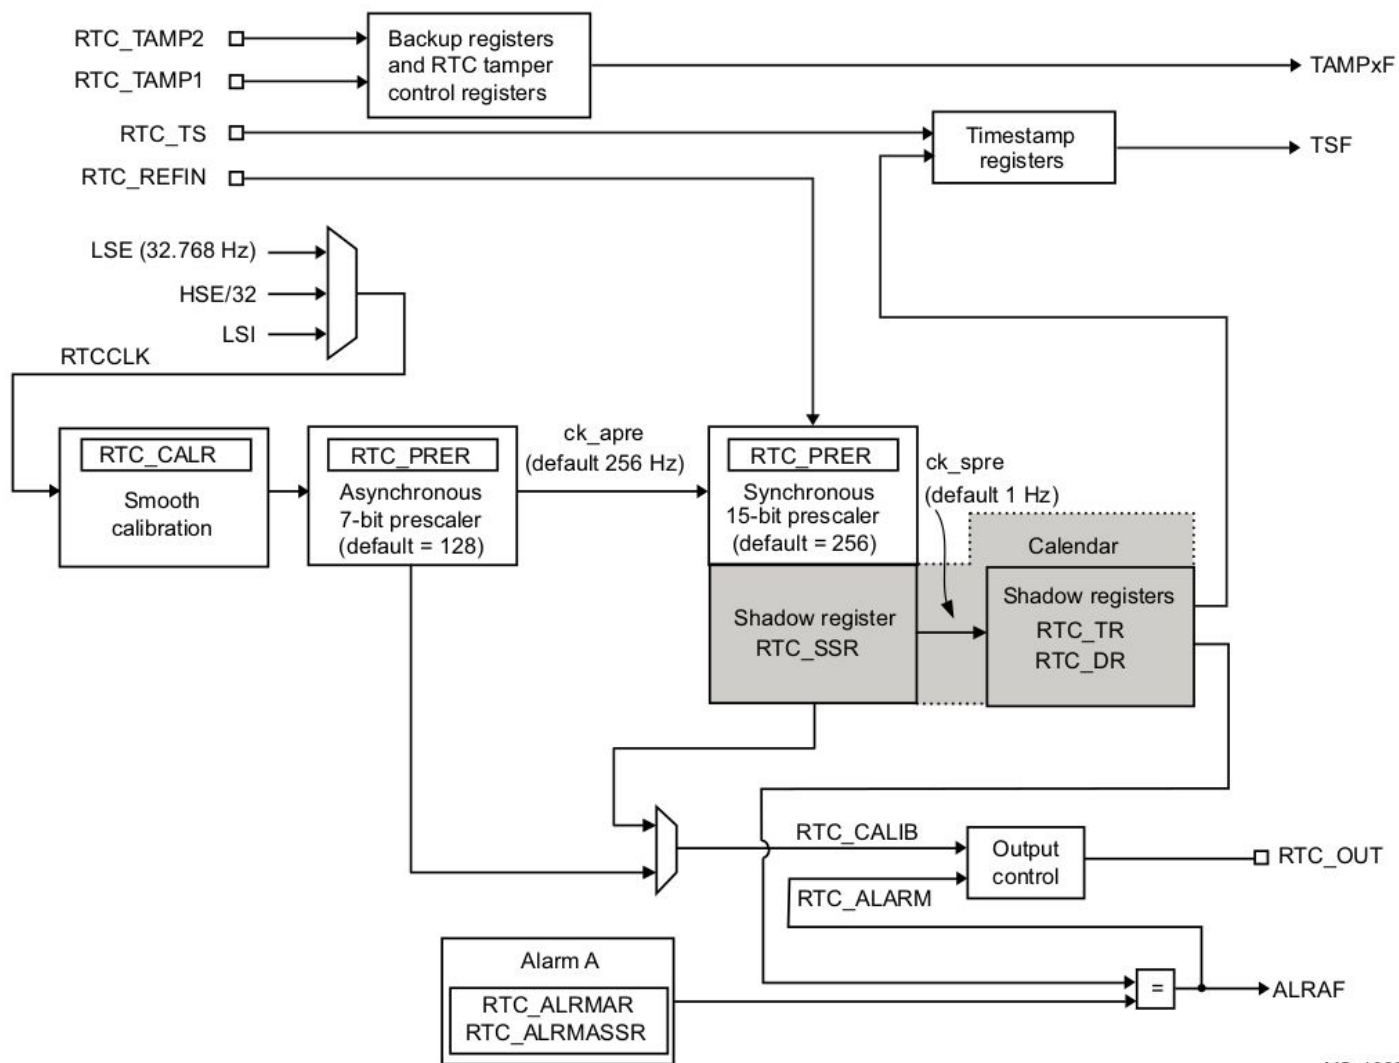 RTC_TAMP2
RTC_TAMP1
Backup registers
and RTC tamper
control registers
TAMPxF
RTC_TS
Timestamp
registers
TSF
RTC_REFIN
LSE (32.768 Hz)
HSE/32
LSI
RTCCLK
RTC_CALR
Smooth
calibration
RTC_PRER
Asynchronous
7-bit prescaler
(default = 128)
ck_apre
(default 256 Hz)
RTC_PRER
Synchronous
15-bit prescaler
(default = 256)
ck_spre
(default 1 Hz)
Calendar
Shadow register
RTC_SSR
Shadow registers
RTC_TR
RTC_DR
RTC_CALIB
Output
control
RTC_OUT
RTC_ALARM
Alarm A
RTC_ALRMAR
RTC_ALRMASSR
=
ALRAF